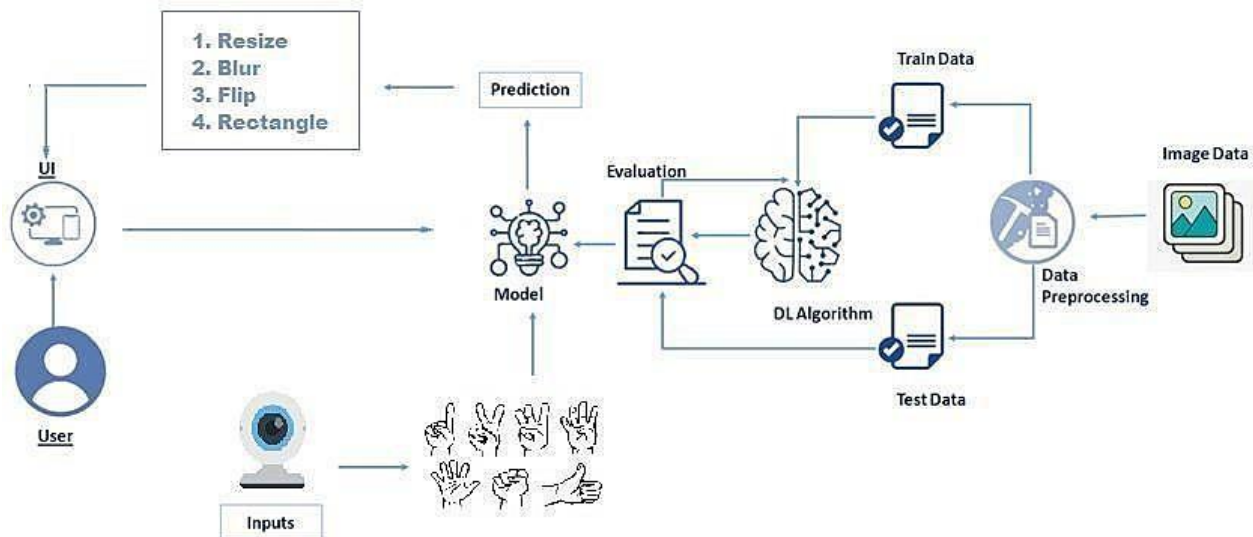 1. Resize
2. Blur
3. Flip
4. Rectangle
Prediction
Train Data
Image Data
UI
Evaluation
Model
DL Algorithm
Data
Preprocessing
Test Data
User
Inputs